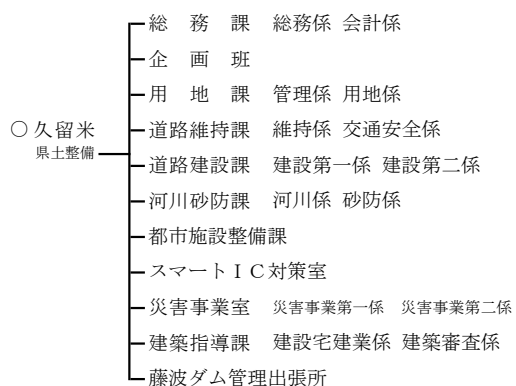 総務課 総務係 会計係
企画班
用地課 管理係 用地係
○久留米
道路維持課 維持係 交通安全係
県土整備
道路建設課 建設第一係 建設第二係
河川砂防課 河川係 砂防係
都市施設整備課
スマートＩＣ対策室
災害事業室 災害事業第一係 災害事業第二係
建築指導課 建設宅建業係 建築審査係
藤波ダム管理出張所